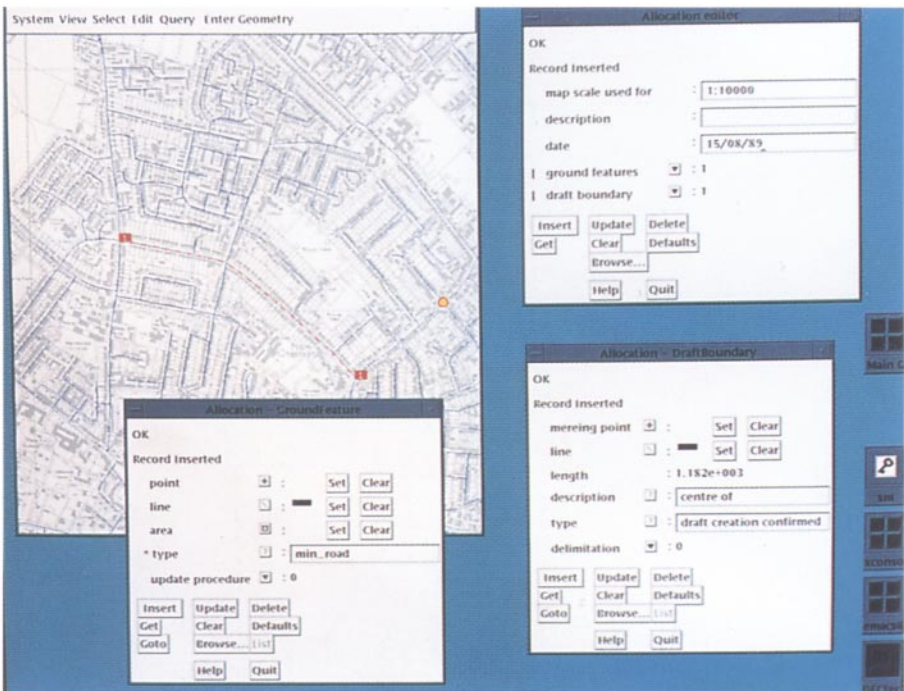 System View Select Edit Query Enter Geometry
1
1
Allocation editor
OK
Record Inserted
map scale used for : 1:10000
description :
date : 15/08/89
ground features : 1
draft boundary : 1
Insert Update Delete
Get Clear Defaults
Browse...
Help Quit
Allocation - GroundFeature
OK
Record Inserted
point : Set Clear
line : Set Clear
area : Set Clear
* type : min_road
update procedure : 0
Insert Update Delete
Get Clear Defaults
Goto Browse... List
Help Quit
Allocation - DraftBoundary
OK
Record Inserted
mereing point : Set Clear
line : Set Clear
length : 1.182e+003
description ? : centre of
type ? : draft creation confirmed
delimitation : 0
Insert Update Delete
Get Clear Defaults
Goto Browse... List
Help Quit
Main